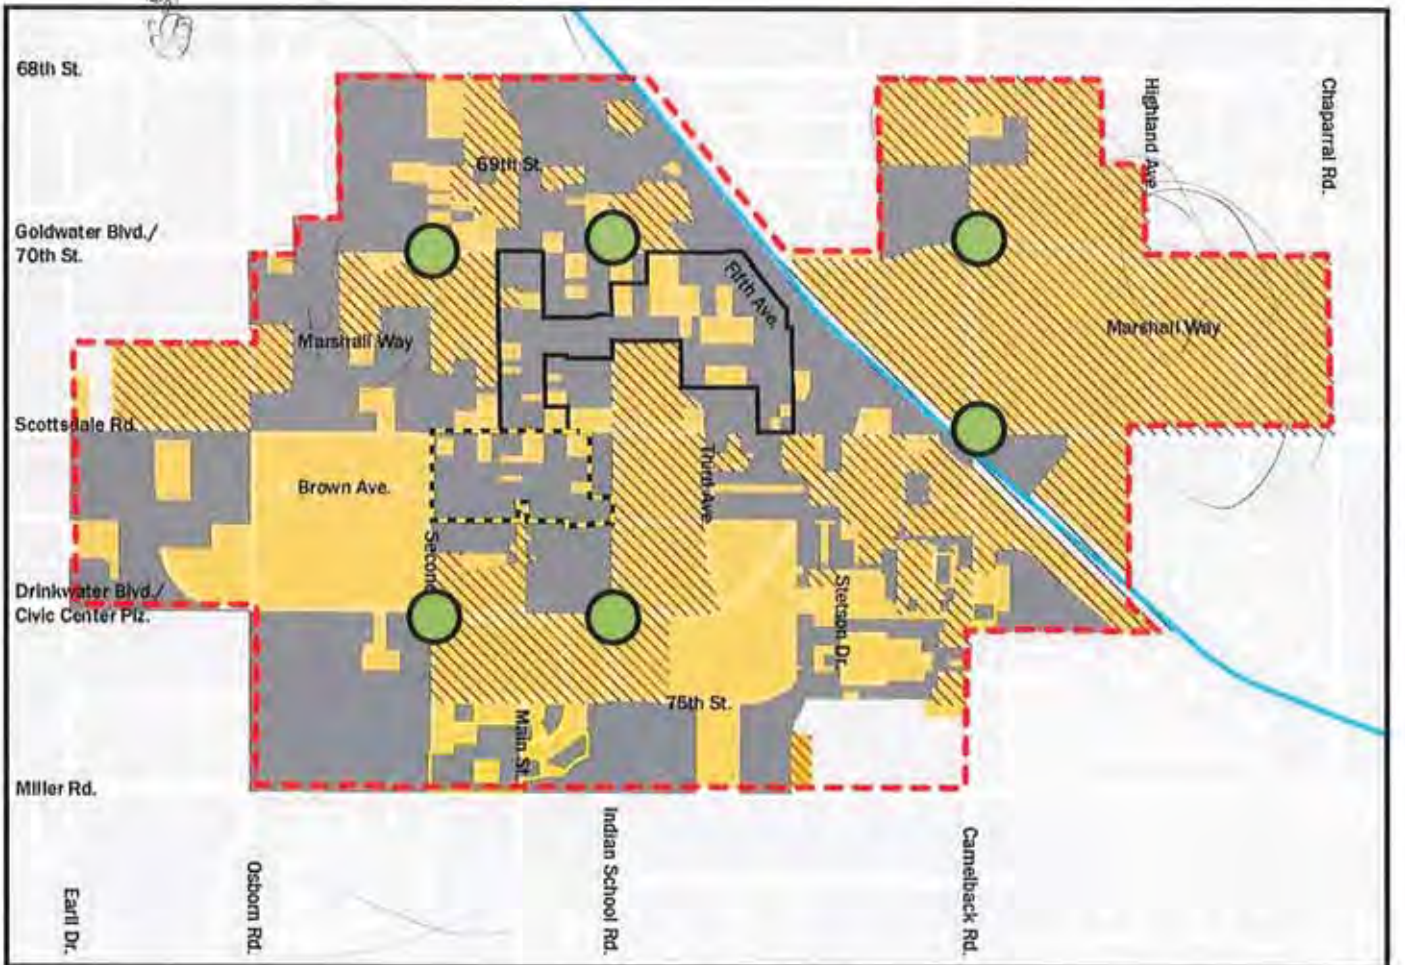 68th St.
Highland Ave.
Chaparral Rd.
69th St.
Goldwater Blvd./
70th St.
Fifth Ave.
Marshall Way
Marshall Way
Scottsdale Rd.
Third Ave.
Brown Ave.
Second
Stetson Dr.
Drinkwater Blvd./
Civic Center Plz.
75th St.
Main St.
Miller Rd.
Earll Dr.
Osborn Rd.
Indian School Rd.
Camelback Rd.